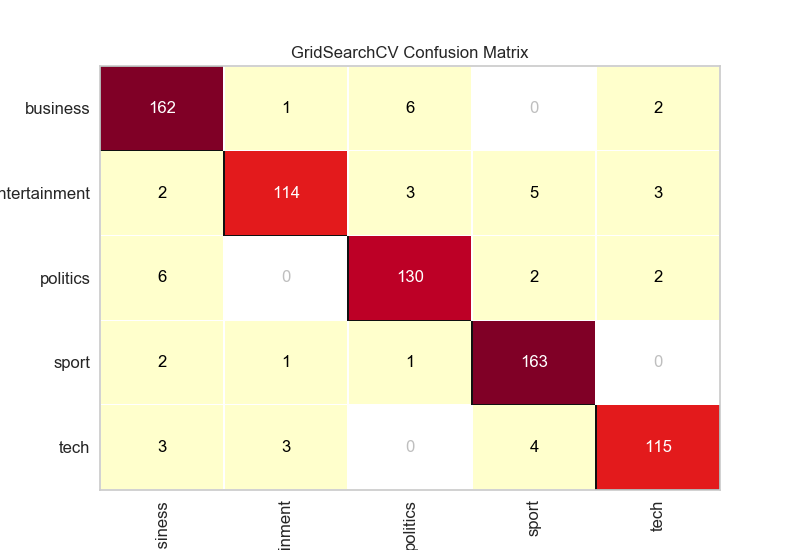 GridSearchCV Confusion Matrix
business 162 1 6 0 2
ntertainment 2 114 3 5 3
politics 6 0 130 2 2
sport 2 1 1 163 0
tech 3 3 0 4 115
siness inment politics sport tech